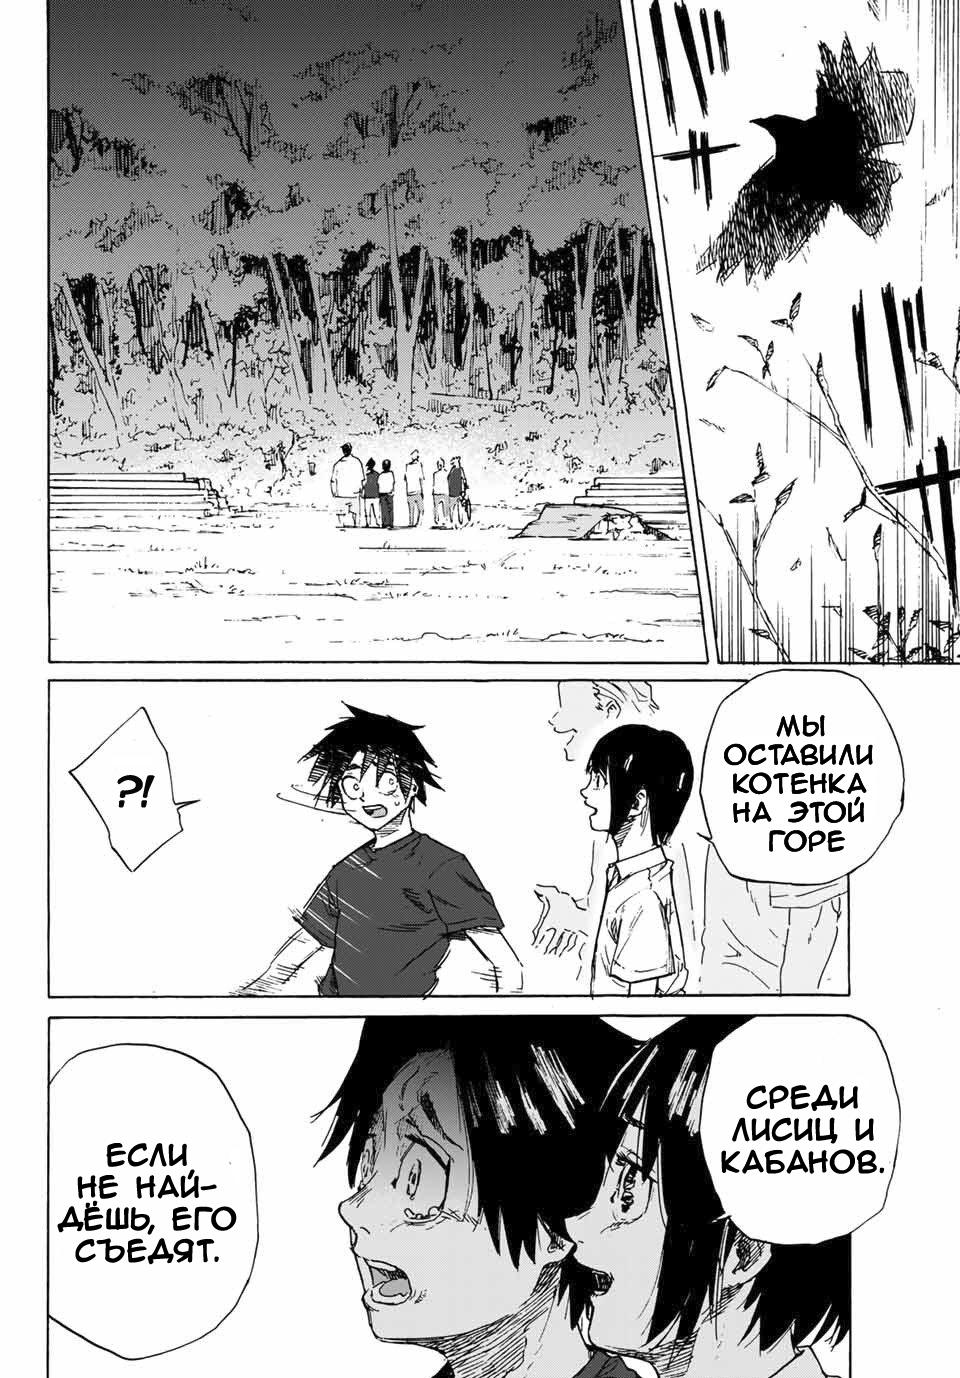 МЫ
ОСТАВИЛИ
КОТЕНКА
НА ЭТОЙ
ГОРЕ
?!
СРЕДИ
ЛИСИЦ И
КАБАНОВ.
ЕСЛИ
НЕ НАЙ-
ДЁШЬ, ЕГО
СЪЕДЯТ.